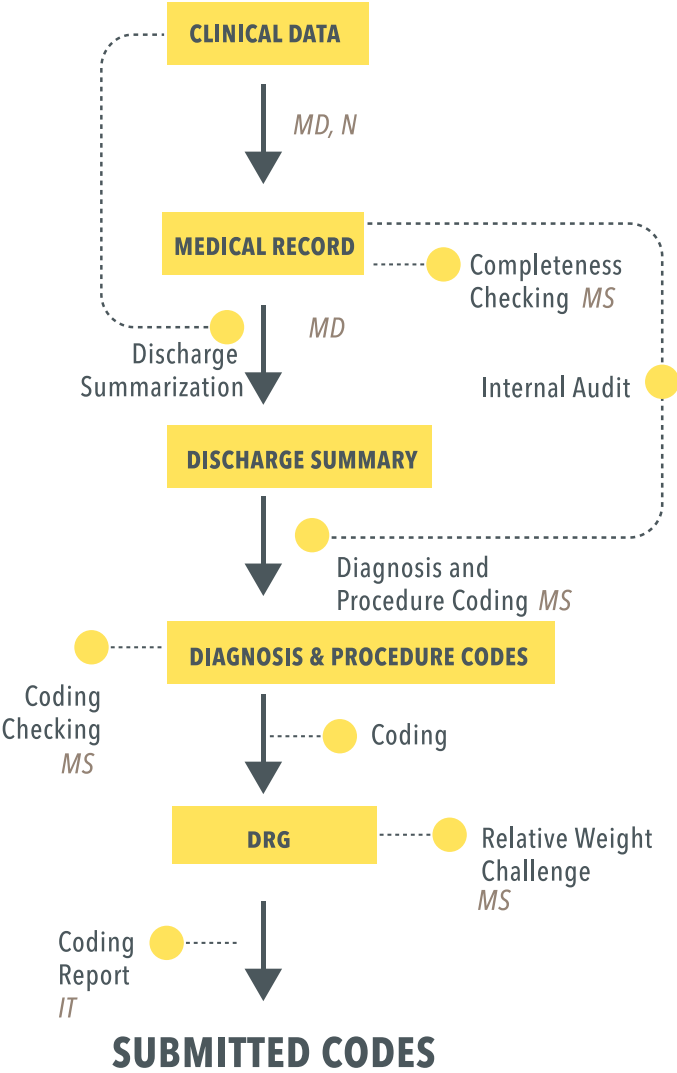 CLINICAL DATA
MD, N
MEDICAL RECORD
Completeness
Checking MS
MD
Discharge
Summarization
Internal Audit
DISCHARGE SUMMARY
Diagnosis and
Procedure Coding MS
DIAGNOSIS & PROCEDURE CODES
Coding
Checking
MS
Coding
DRG
Relative Weight
Challenge
MS
Coding
Report
IT
SUBMITTED CODES